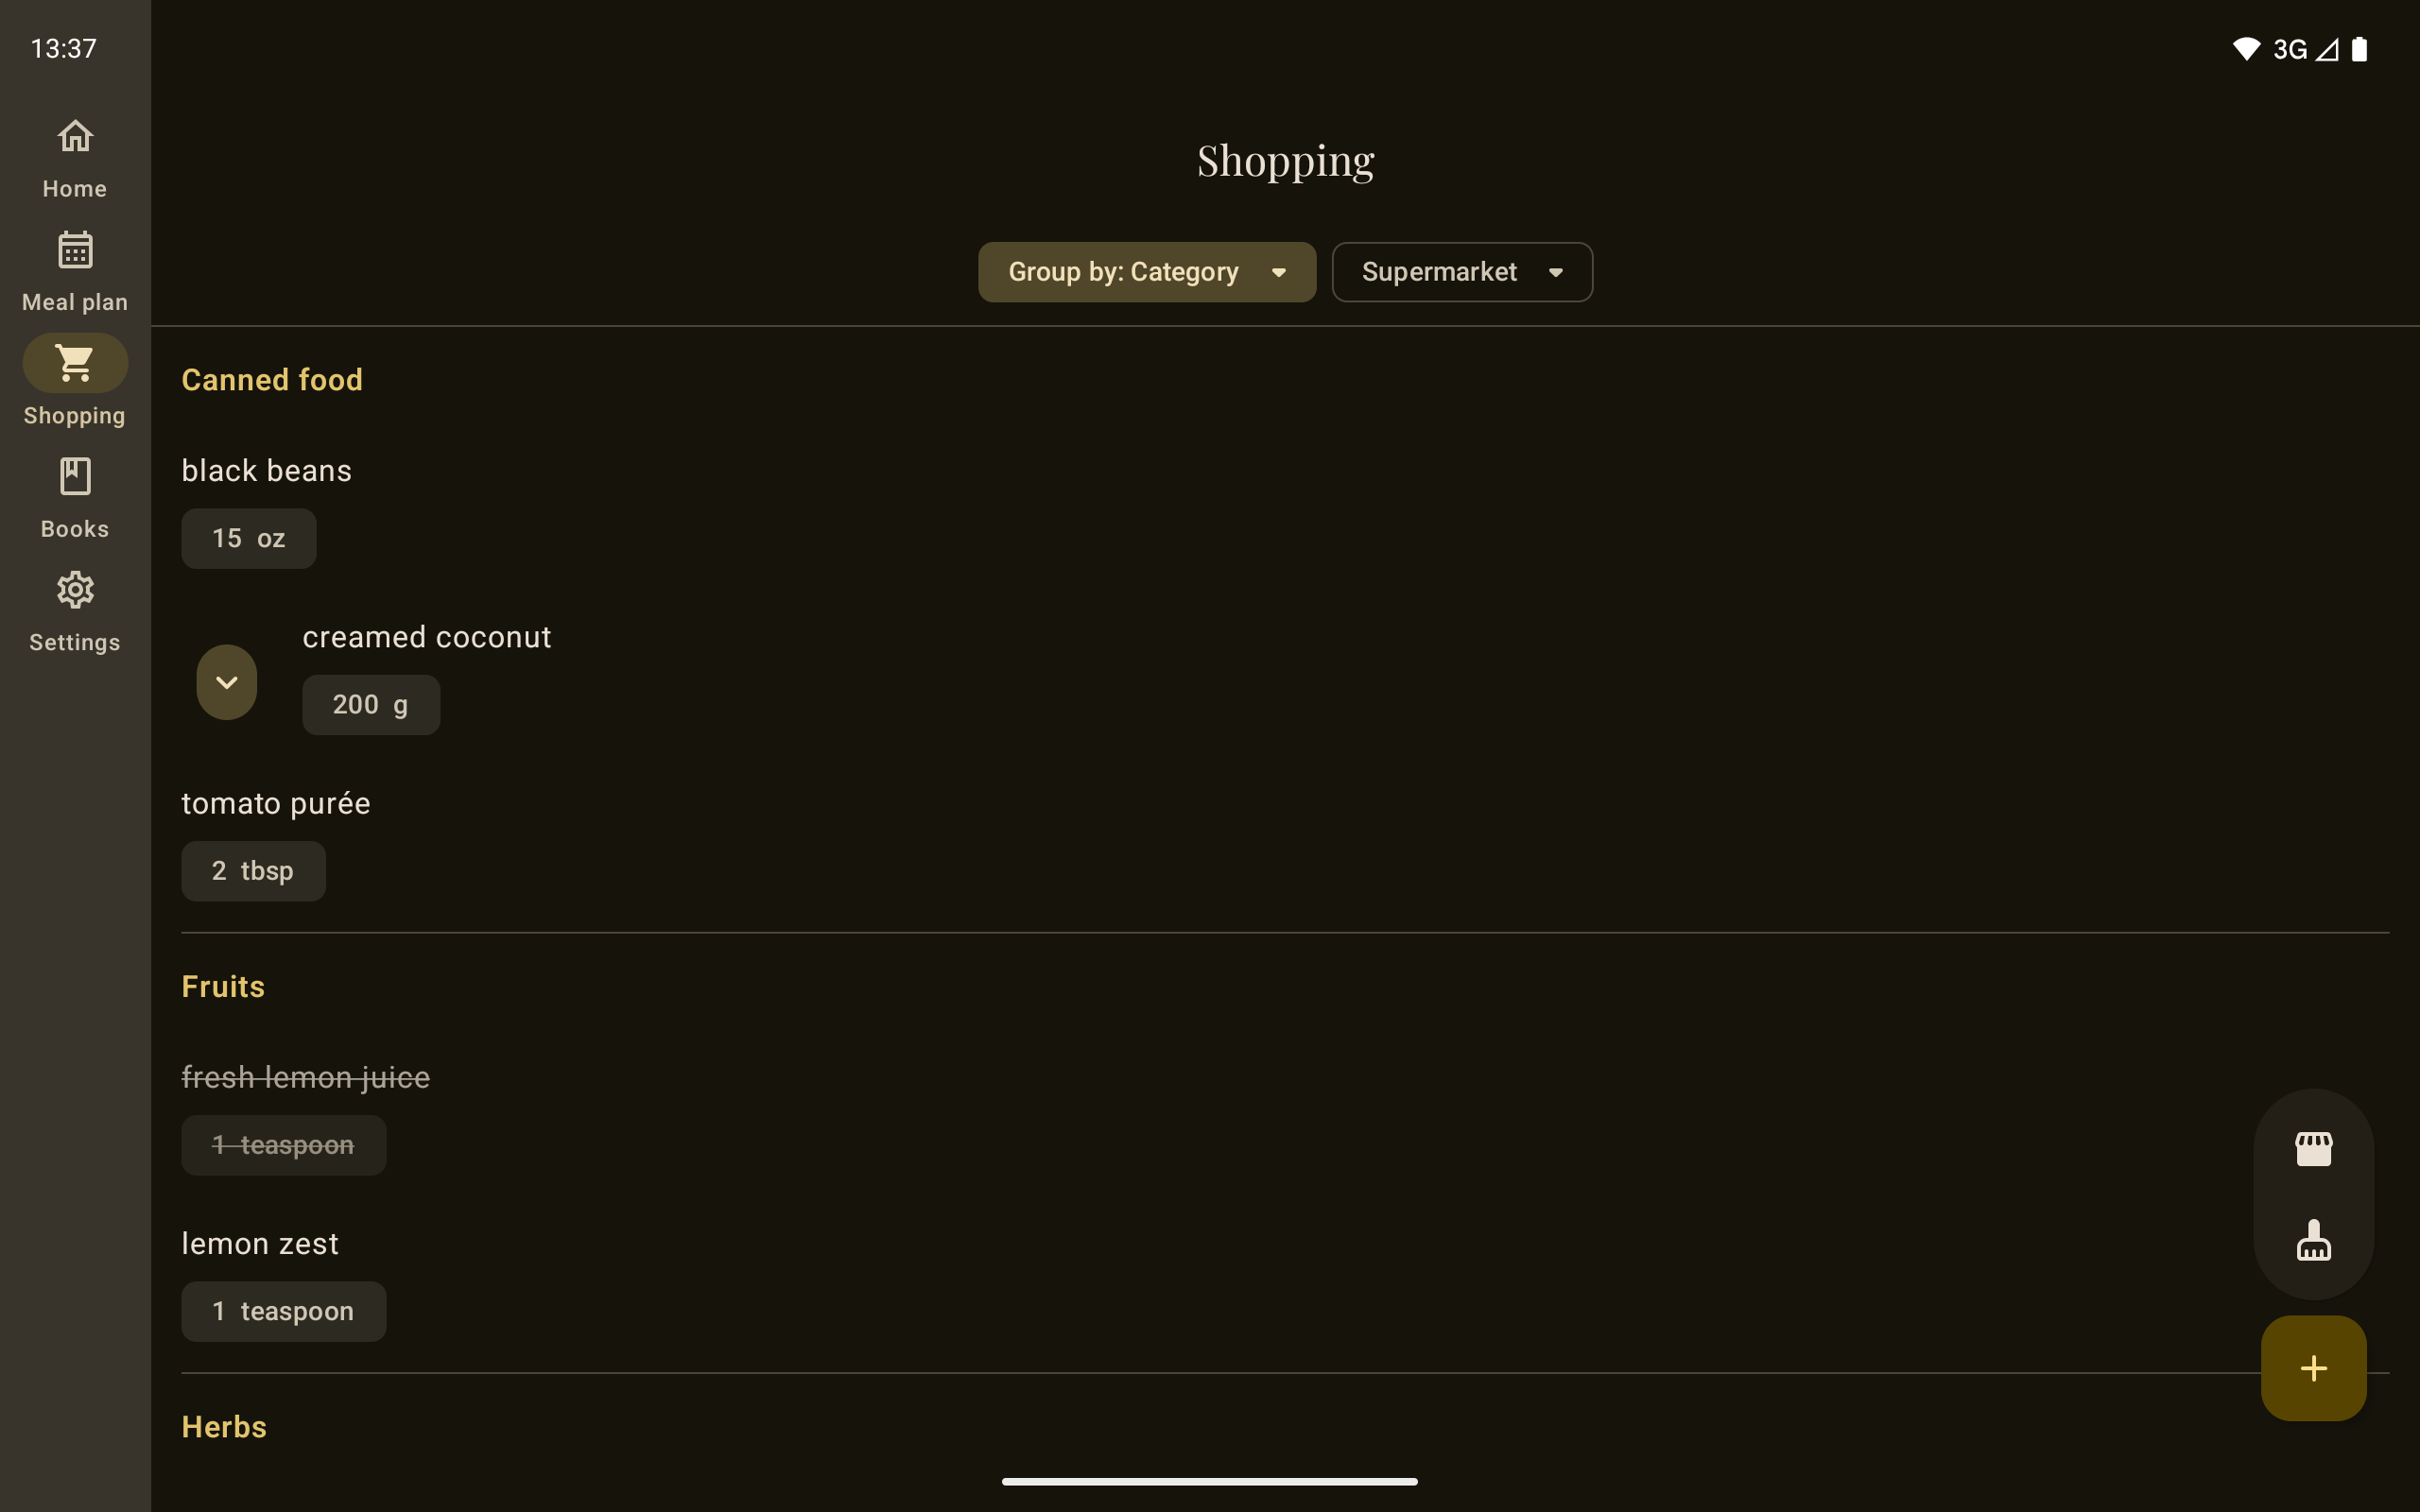 13:37
3G
Home
Meal plan
Shopping
Books
Settings
Shopping
Group by: Category
Supermarket
Canned food
black beans
15 oz
creamed coconut
200 g
tomato purée
2 tbsp
Fruits
fresh lemon juice
1 teaspoon
lemon zest
1 teaspoon
Herbs